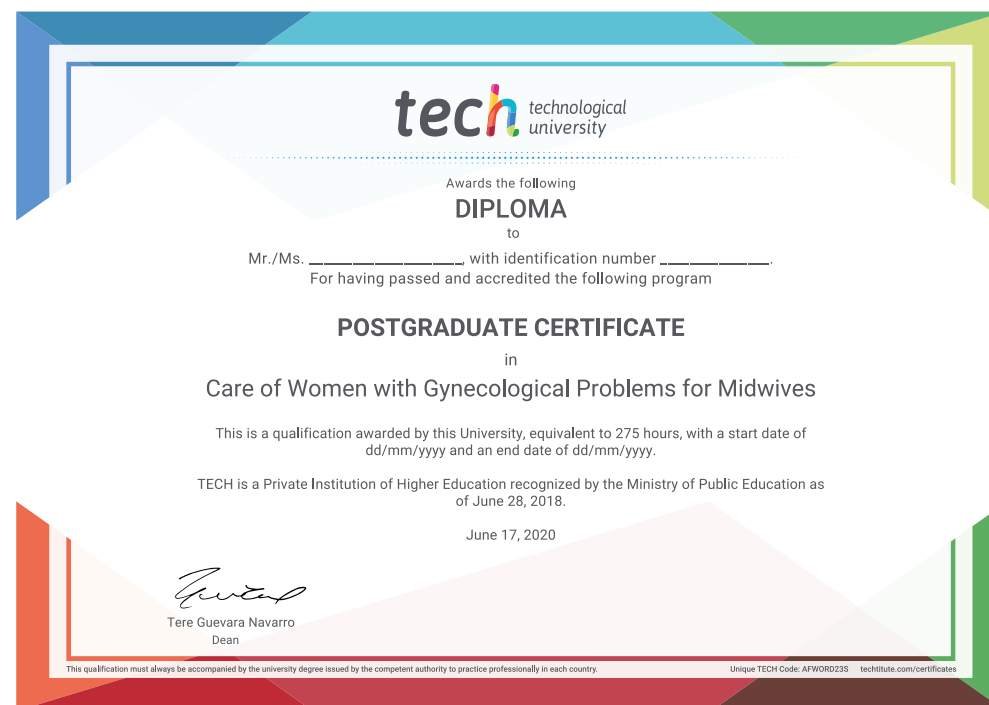 tech technological
university
Awards the following
DIPLOMA
to
Mr./Ms. ____________________, with identification number ______________.
For having passed and accredited the following program
POSTGRADUATE CERTIFICATE
in
Care of Women with Gynecological Problems for Midwives
This is a qualification awarded by this University, equivalent to 275 hours, with a start date of
dd/mm/yyyy and an end date of dd/mm/yyyy.
TECH is a Private Institution of Higher Education recognized by the Ministry of Public Education as
of June 28, 2018.
June 17, 2020
Tere Guevara Navarro
Dean
This qualification must always be accompanied by the university degree issued by the competent authority to practice professionally in each country.
Unique TECH Code: AFWORD23S techtitute.com/certificates